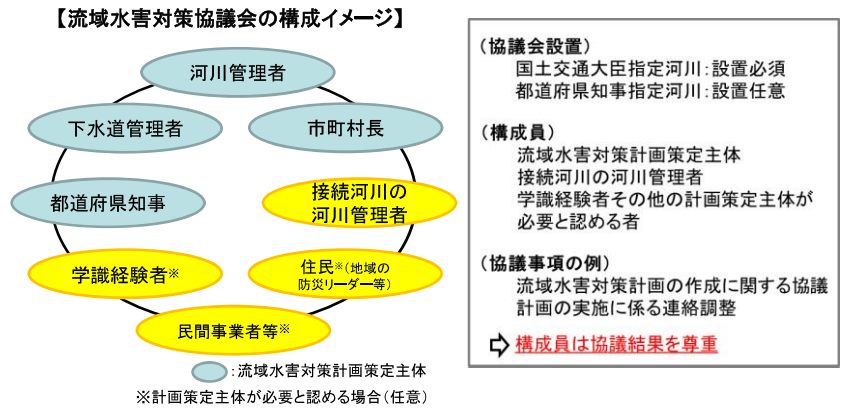 【流域水害対策協議会の構成イメージ】
河川管理者
下水道管理者
市町村長
都道府県知事
接続河川の
河川管理者
学識経験者※
住民※(地域の
防災リーダー等)
民間事業者等※
:流域水害対策計画策定主体
※計画策定主体が必要と認める場合(任意)
(協議会設置)
国土交通大臣指定河川:設置必須
都道府県知事指定河川:設置任意
(構成員)
流域水害対策計画策定主体
接続河川の河川管理者
学識経験者その他の計画策定主体が
必要と認める者
(協議事項の例)
流域水害対策計画の作成に関する協議
計画の実施に係る連絡調整
⇨ 構成員は協議結果を尊重